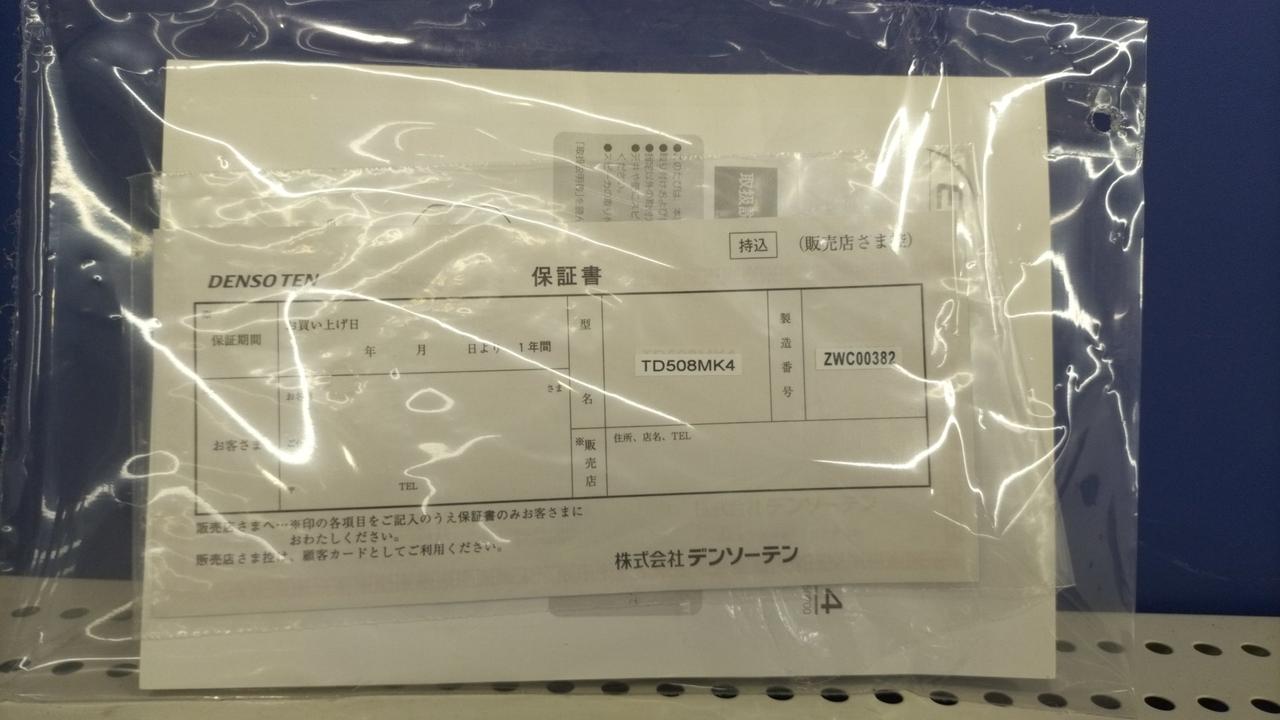 取扱
持込 (販売店さま控)
DENSO TEN 保証書
※
保証期間
お買い上げ日
年 月 日より 1年間
型名
TD508MK4
製造番号
ZWC00382
お客さま
さま
〒 TEL
※販売店
住所、店名、TEL
販売店さまへ…※印の各項目をご記入のうえ保証書のみお客さまに
おわたしください。
販売店さま控は、顧客カードとしてご利用ください。
株式会社デンソーテン
4